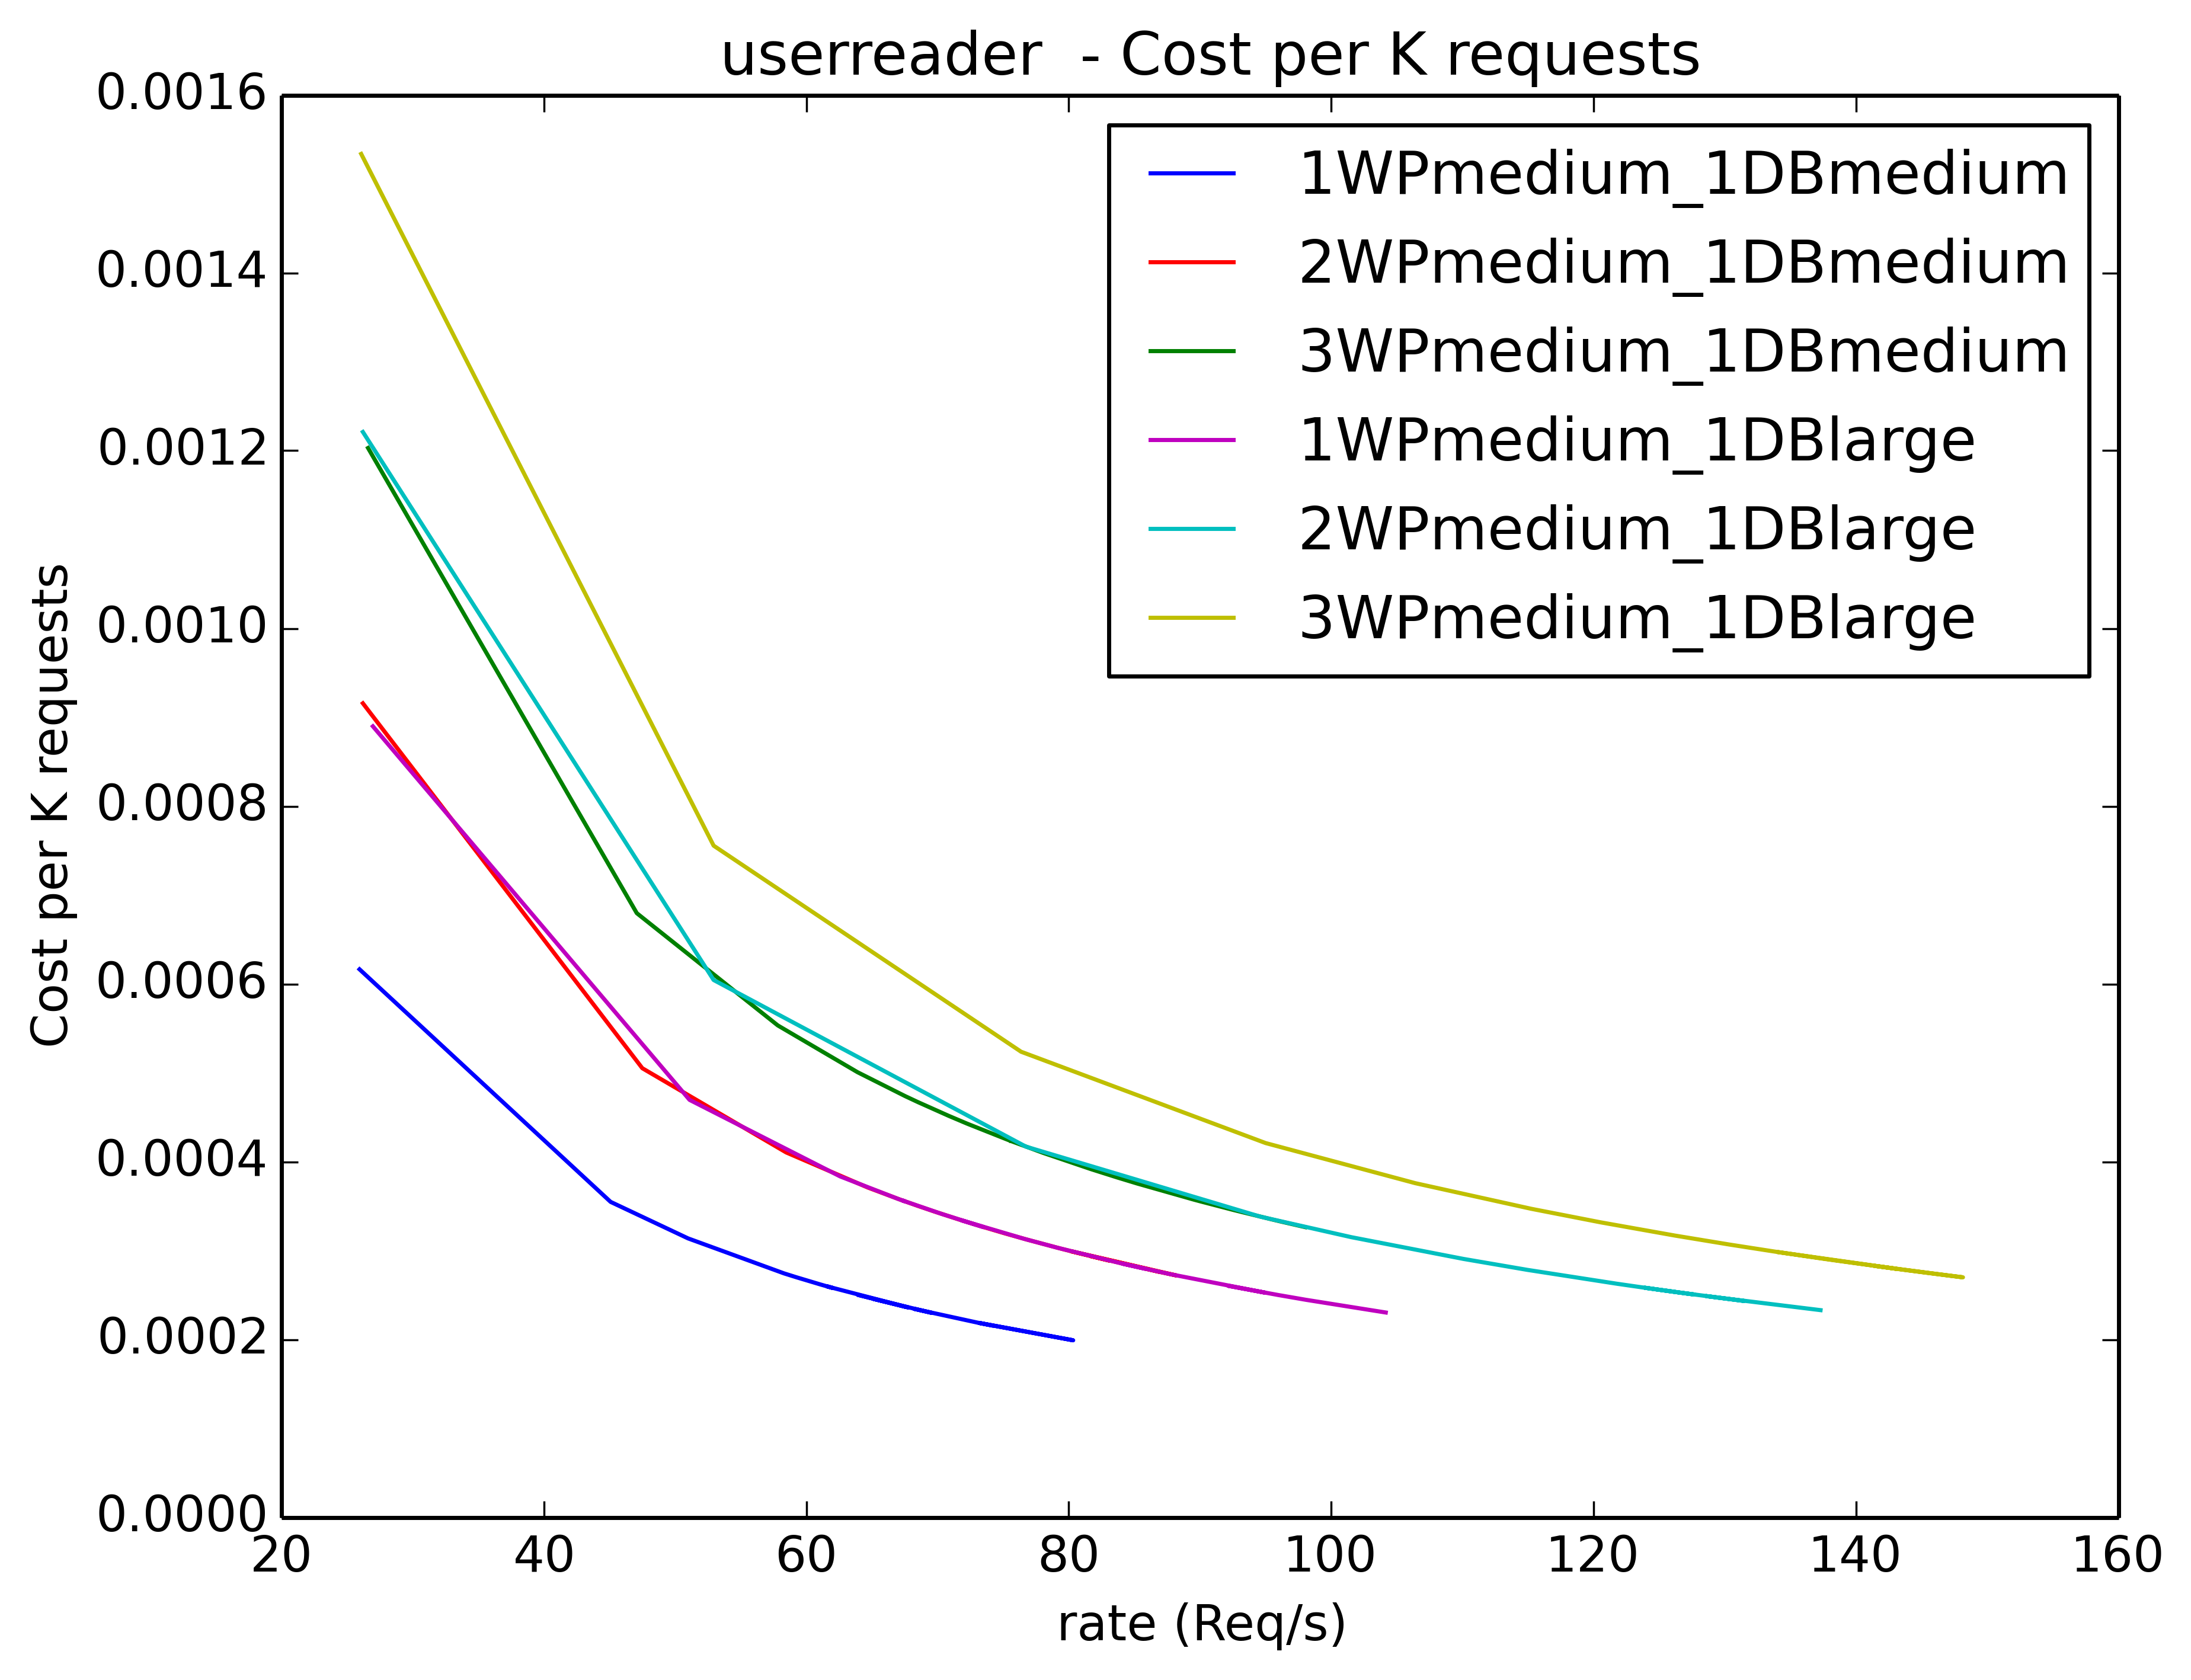 userreader  - Cost per K requests
0.0016
0.0014
0.0012
0.0010
0.0008
0.0006
0.0004
0.0002
0.0000
Cost per K requests
1WPmedium_1DBmedium
2WPmedium_1DBmedium
3WPmedium_1DBmedium
1WPmedium_1DBlarge
2WPmedium_1DBlarge
3WPmedium_1DBlarge
20 40 60 80 100 120 140 160
rate (Req/s)